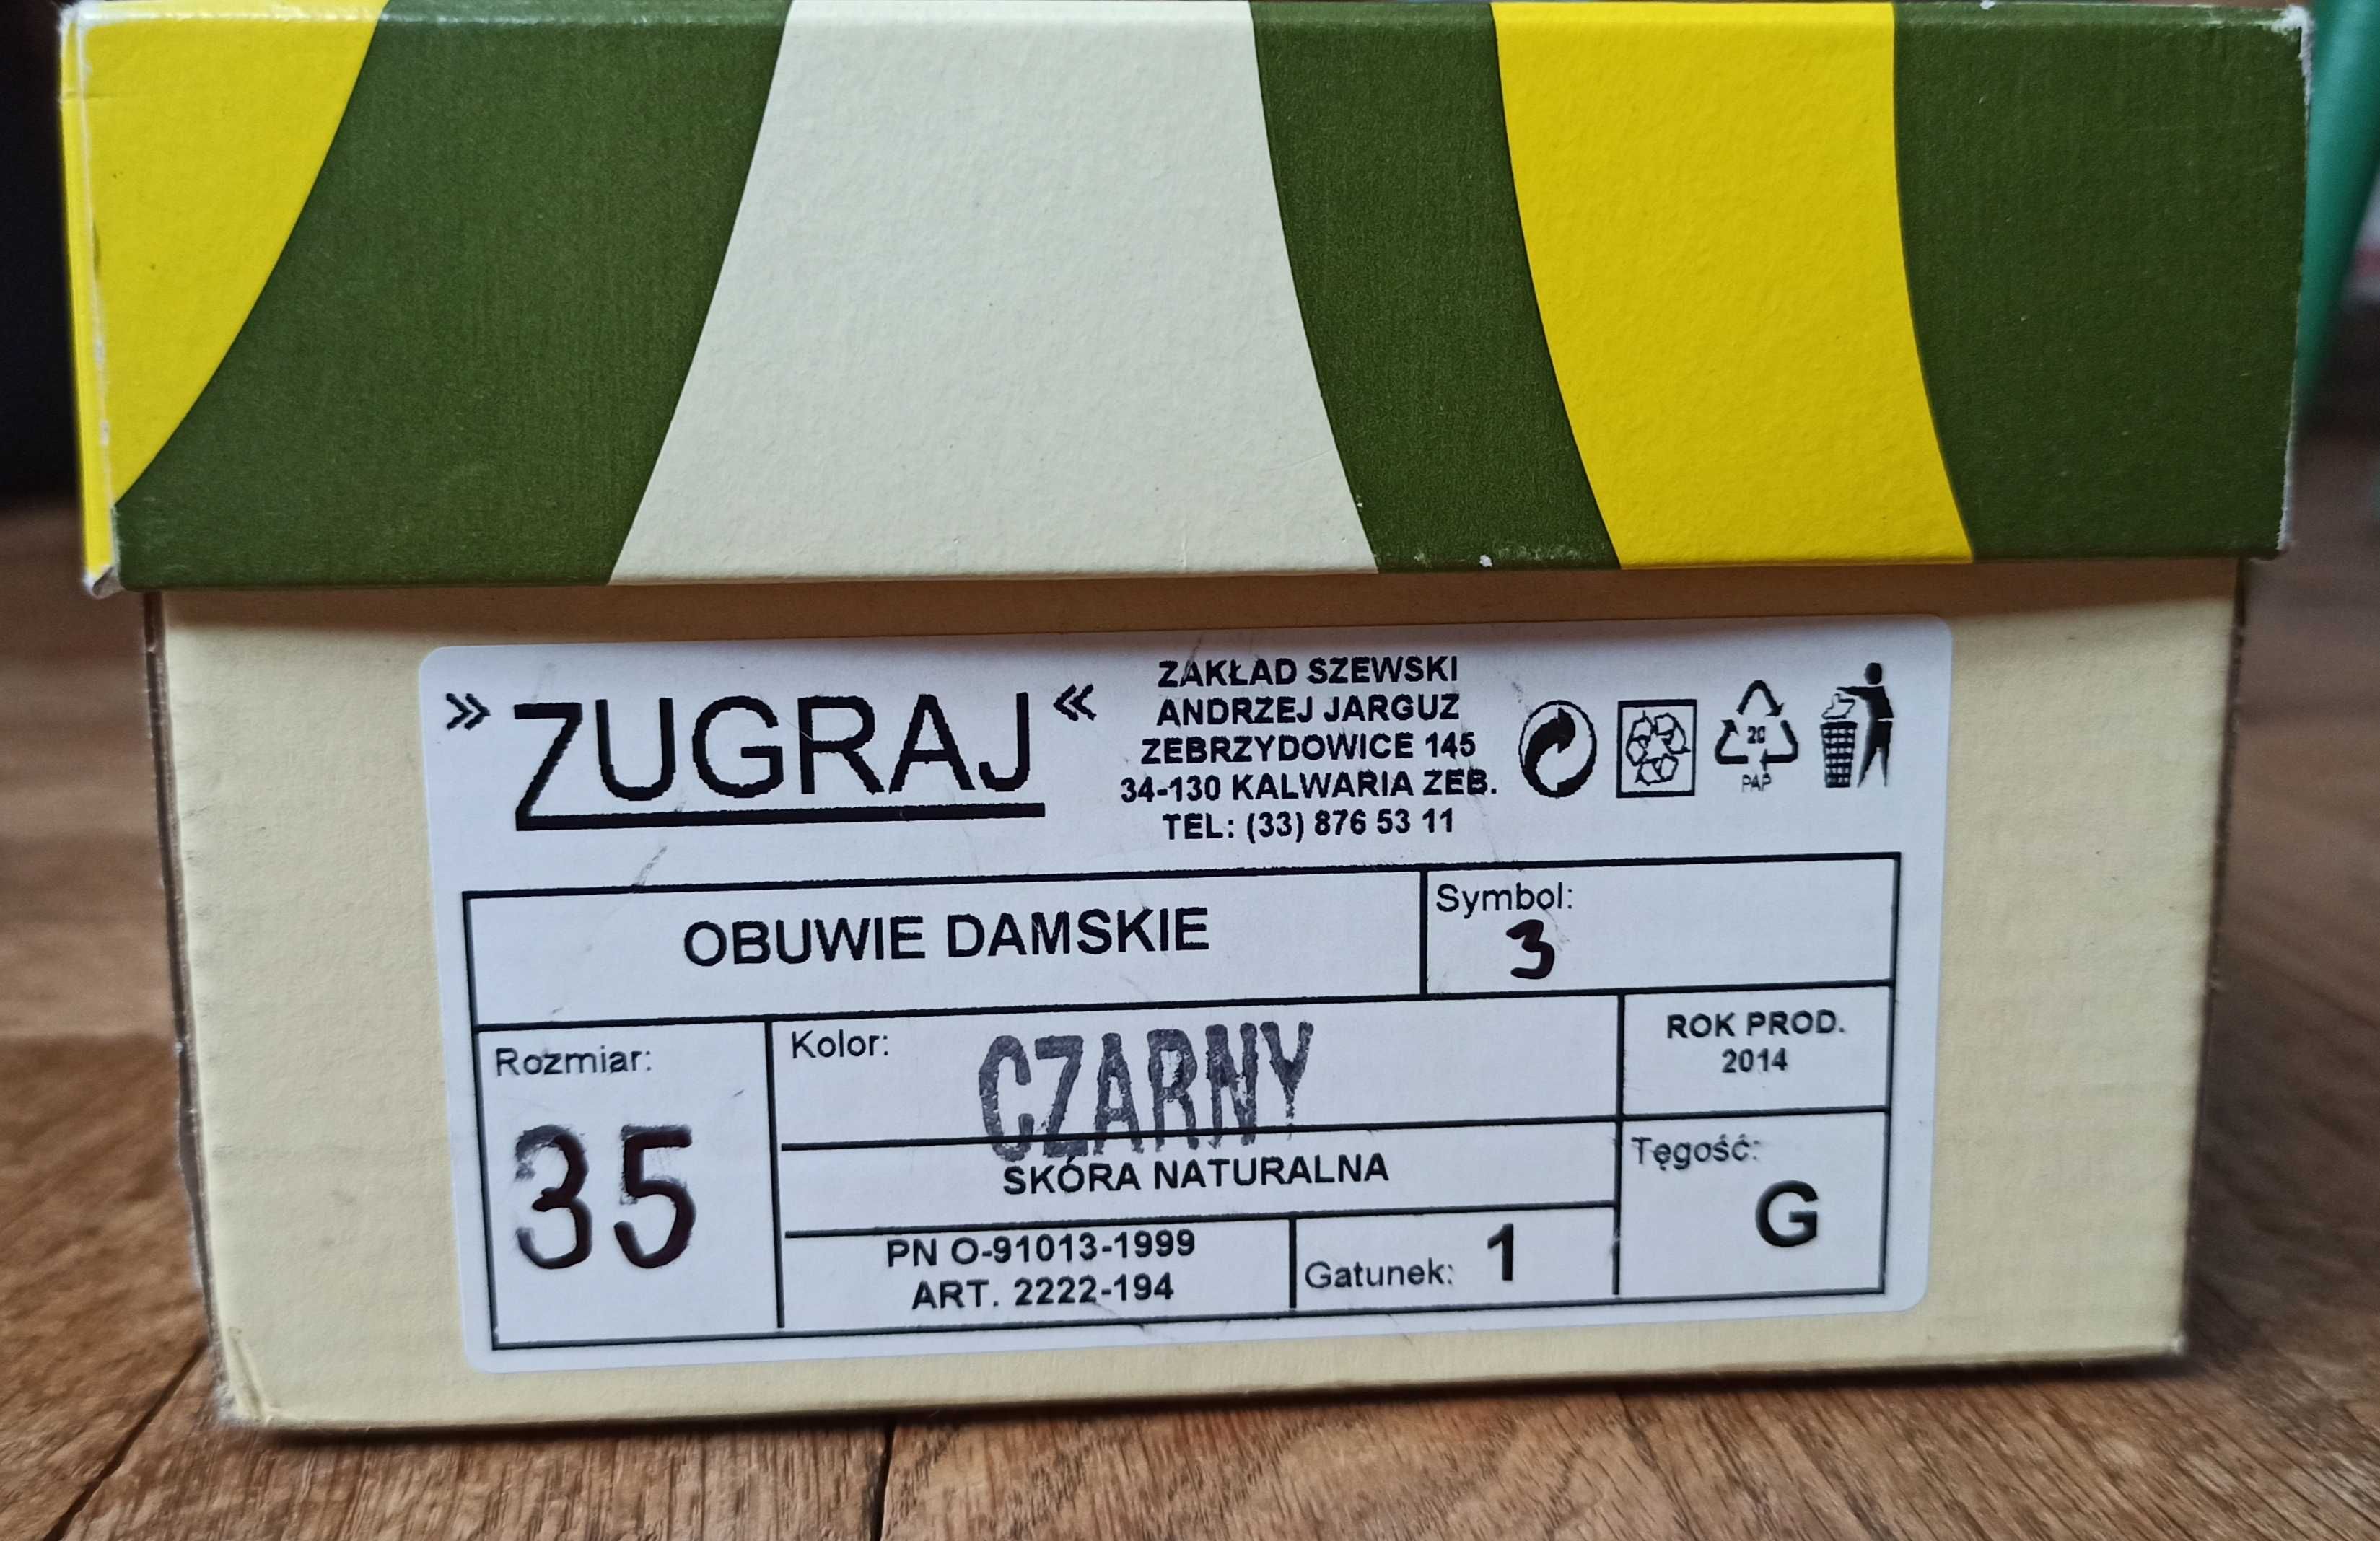 » ZUGRAJ «
ZAKŁAD SZEWSKI
ANDRZEJ JARGUZ
ZEBRZYDOWICE 145
34-130 KALWARIA ZEB.
TEL: (33) 876 53 11
20
PAP
OBUWIE DAMSKIE
Symbol:
3
Rozmiar:
35
Kolor:
CZARNY
SKÓRA NATURALNA
PN O-91013-1999
ART. 2222-194
Gatunek: 1
ROK PROD.
2014
Tęgość:
G